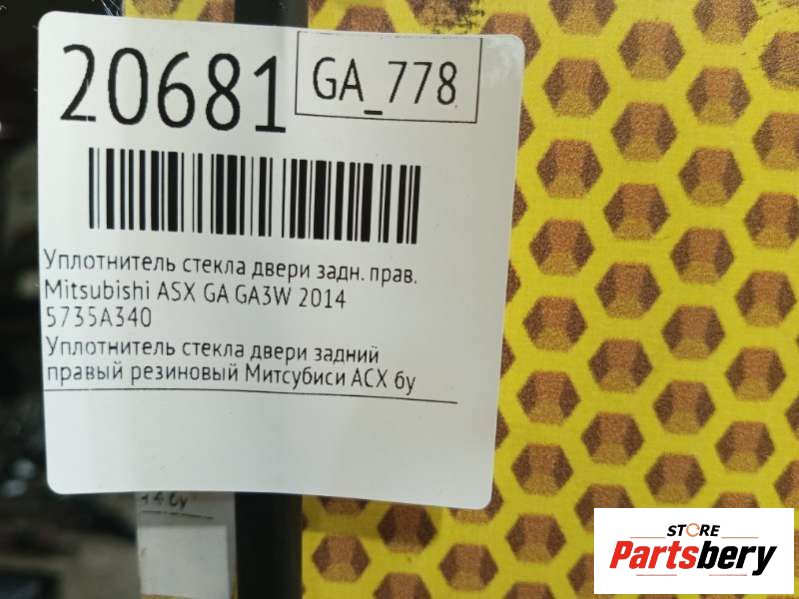 20681
GA_778
Уплотнитель стекла двери задн. прав.
Mitsubishi ASX GA GA3W 2014
5735A340
Уплотнитель стекла двери задний
правый резиновый Митсубиси АСХ бу
STORE
Partsbery